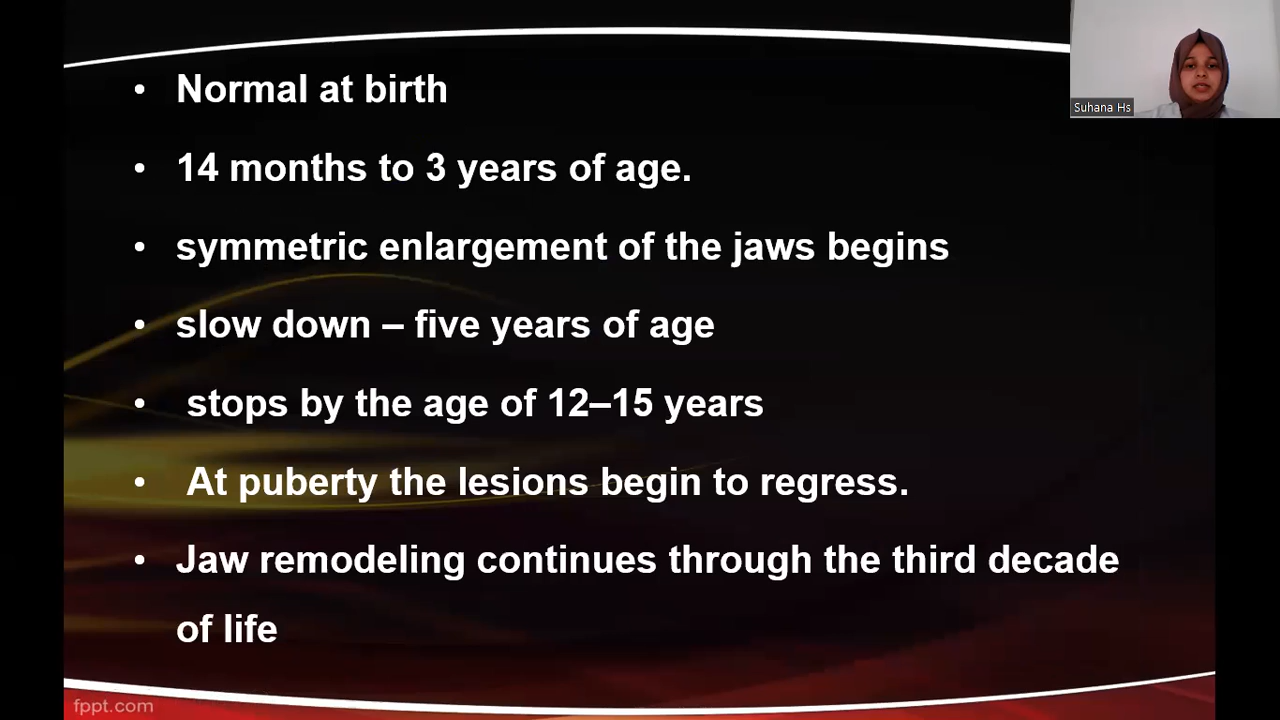 • Normal at birth
Suhana Hs
• 14 months to 3 years of age.
• symmetric enlargement of the jaws begins
• slow down – five years of age
• stops by the age of 12–15 years
• At puberty the lesions begin to regress.
• Jaw remodeling continues through the third decade
of life
fppt.com